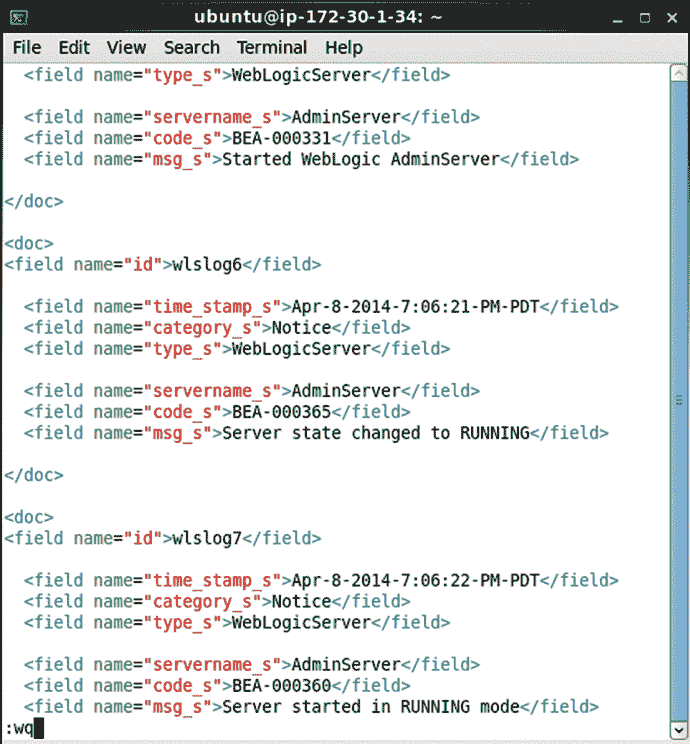 ubuntu@ip-172-30-1-34: ~
File Edit View Search Terminal Help
<field name="type_s">WebLogicServer</field>
<field name="servername_s">AdminServer</field>
<field name="code_s">BEA-000331</field>
<field name="msg_s">Started WebLogic AdminServer</field>
</doc>
<doc>
<field name="id">wlslog6</field>
<field name="time_stamp_s">Apr-8-2014-7:06:21-PM-PDT</field>
<field name="category_s">Notice</field>
<field name="type_s">WebLogicServer</field>
<field name="servername_s">AdminServer</field>
<field name="code_s">BEA-000365</field>
<field name="msg_s">Server state changed to RUNNING</field>
</doc>
<doc>
<field name="id">wlslog7</field>
<field name="time_stamp_s">Apr-8-2014-7:06:22-PM-PDT</field>
<field name="category_s">Notice</field>
<field name="type_s">WebLogicServer</field>
<field name="servername_s">AdminServer</field>
<field name="code_s">BEA-000360</field>
<field name="msg_s">Server started in RUNNING mode</field>
:wq